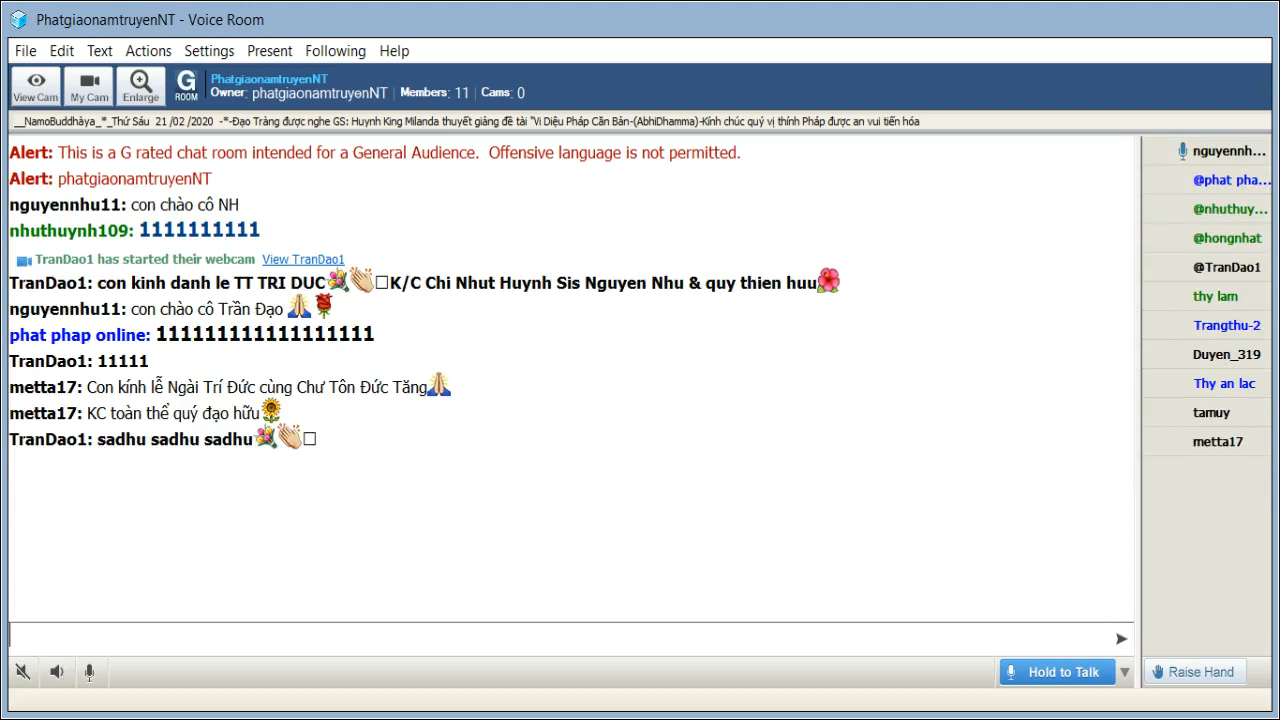 PhatgiaonamtruyenNT - Voice Room
File Edit Text Actions Settings Present Following Help
View Cam My Cam Enlarge G ROOM
PhatgiaonamtruyenNT
Owner: phatgiaonamtruyenNT | Members: 11 | Cams: 0
__NamoBuddhàya_*_Thứ Sáu 21 /02 /2020 -*-Đạo Tràng được nghe GS: Huynh King Milanda thuyết giảng đề tài "Vi Diệu Pháp Căn Bản-(AbhiDhamma)-Kính chúc quý vị thính Pháp được an vui tiến hóa
Alert: This is a G rated chat room intended for a General Audience. Offensive language is not permitted.
Alert: phatgiaonamtruyenNT
nguyennhu11: con chào cô NH
nhuthuynh109: 1111111111
TranDao1 has started their webcam View TranDao1
TranDao1: con kinh danh le TT TRI DUC K/C Chi Nhut Huynh Sis Nguyen Nhu & quy thien huu
nguyennhu11: con chào cô Trần Đạo
phat phap online: 111111111111111111
TranDao1: 11111
metta17: Con kính lễ Ngài Trí Đức cùng Chư Tôn Đức Tăng
metta17: KC toàn thể quý đạo hữu
TranDao1: sadhu sadhu sadhu
nguyennh...
@phat pha...
@nhuthuy...
@hongnhat
@TranDao1
thy lam
Trangthu-2
Duyen_319
Thy an lac
tamuy
metta17
Hold to Talk
Raise Hand